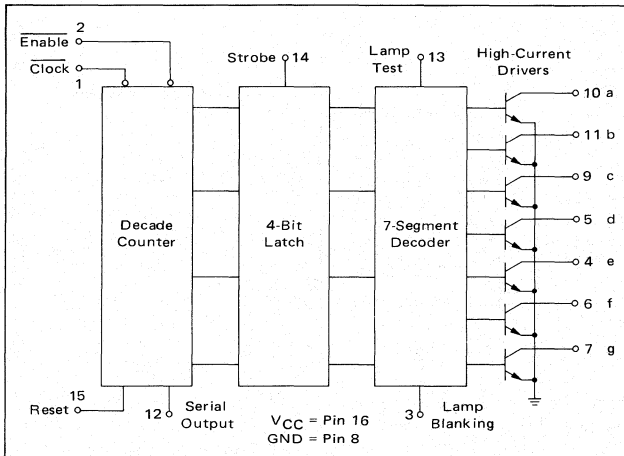 2
Enable
Clock
1
Strobe 14
Lamp
Test 13
High-Current
Drivers
10 a
11 b
9 c
5 d
4 e
6 f
7 g
Decade
Counter
4-Bit
Latch
7-Segment
Decoder
15
Reset
12 Serial
Output
VCC = Pin 16
GND = Pin 8
3 Lamp
Blanking